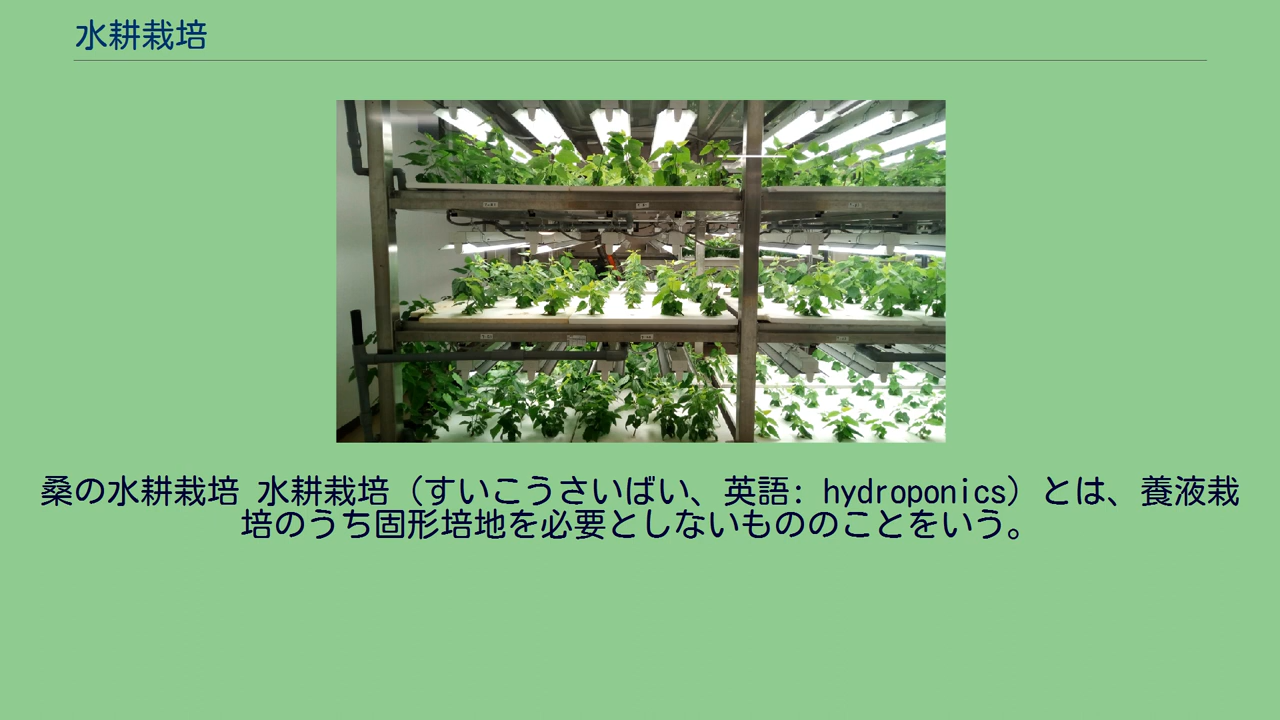 水耕栽培
桑の水耕栽培 水耕栽培（すいこうさいばい、英語: hydroponics）とは、養液栽
培のうち固形培地を必要としないもののことをいう。